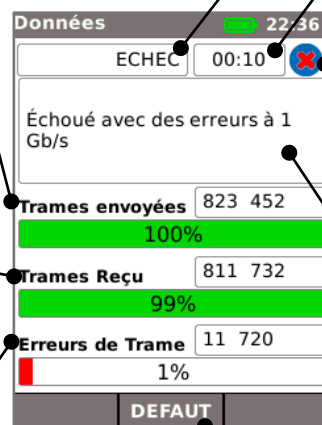 Données 22:36
ECHEC 00:10
Échoué avec des erreurs à 1
Gb/s
Trames envoyées 823 452
100%
Trames Reçu 811 732
99%
Erreurs de Trame 11 720
1%
DEFAUT